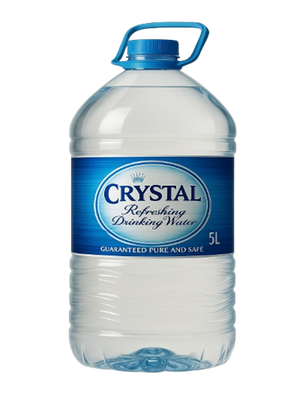 CRYSTAL
Refreshing
Drinking Water
5L
GUARANTEED PURE AND SAFE